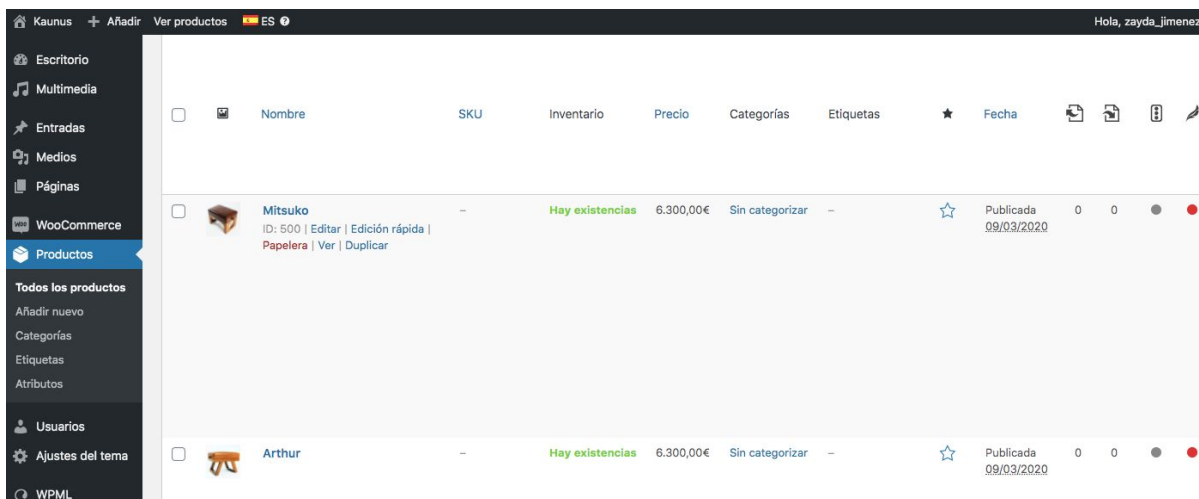 Kaunus + Añadir Ver productos ES Hola, zayda_jimenez
Escritorio
Multimedia
Entradas
Medios
Páginas
WooCommerce
Productos
Todos los productos
Añadir nuevo
Categorías
Etiquetas
Atributos
Usuarios
Ajustes del tema
WPML
Nombre SKU Inventario Precio Categorías Etiquetas Fecha
Mitsuko – Hay existencias 6.300,00€ Sin categorizar – Publicada 0 0
ID: 500 | Editar | Edición rápida | 09/03/2020
Papelera | Ver | Duplicar
Arthur – Hay existencias 6.300,00€ Sin categorizar – Publicada 0 0
09/03/2020